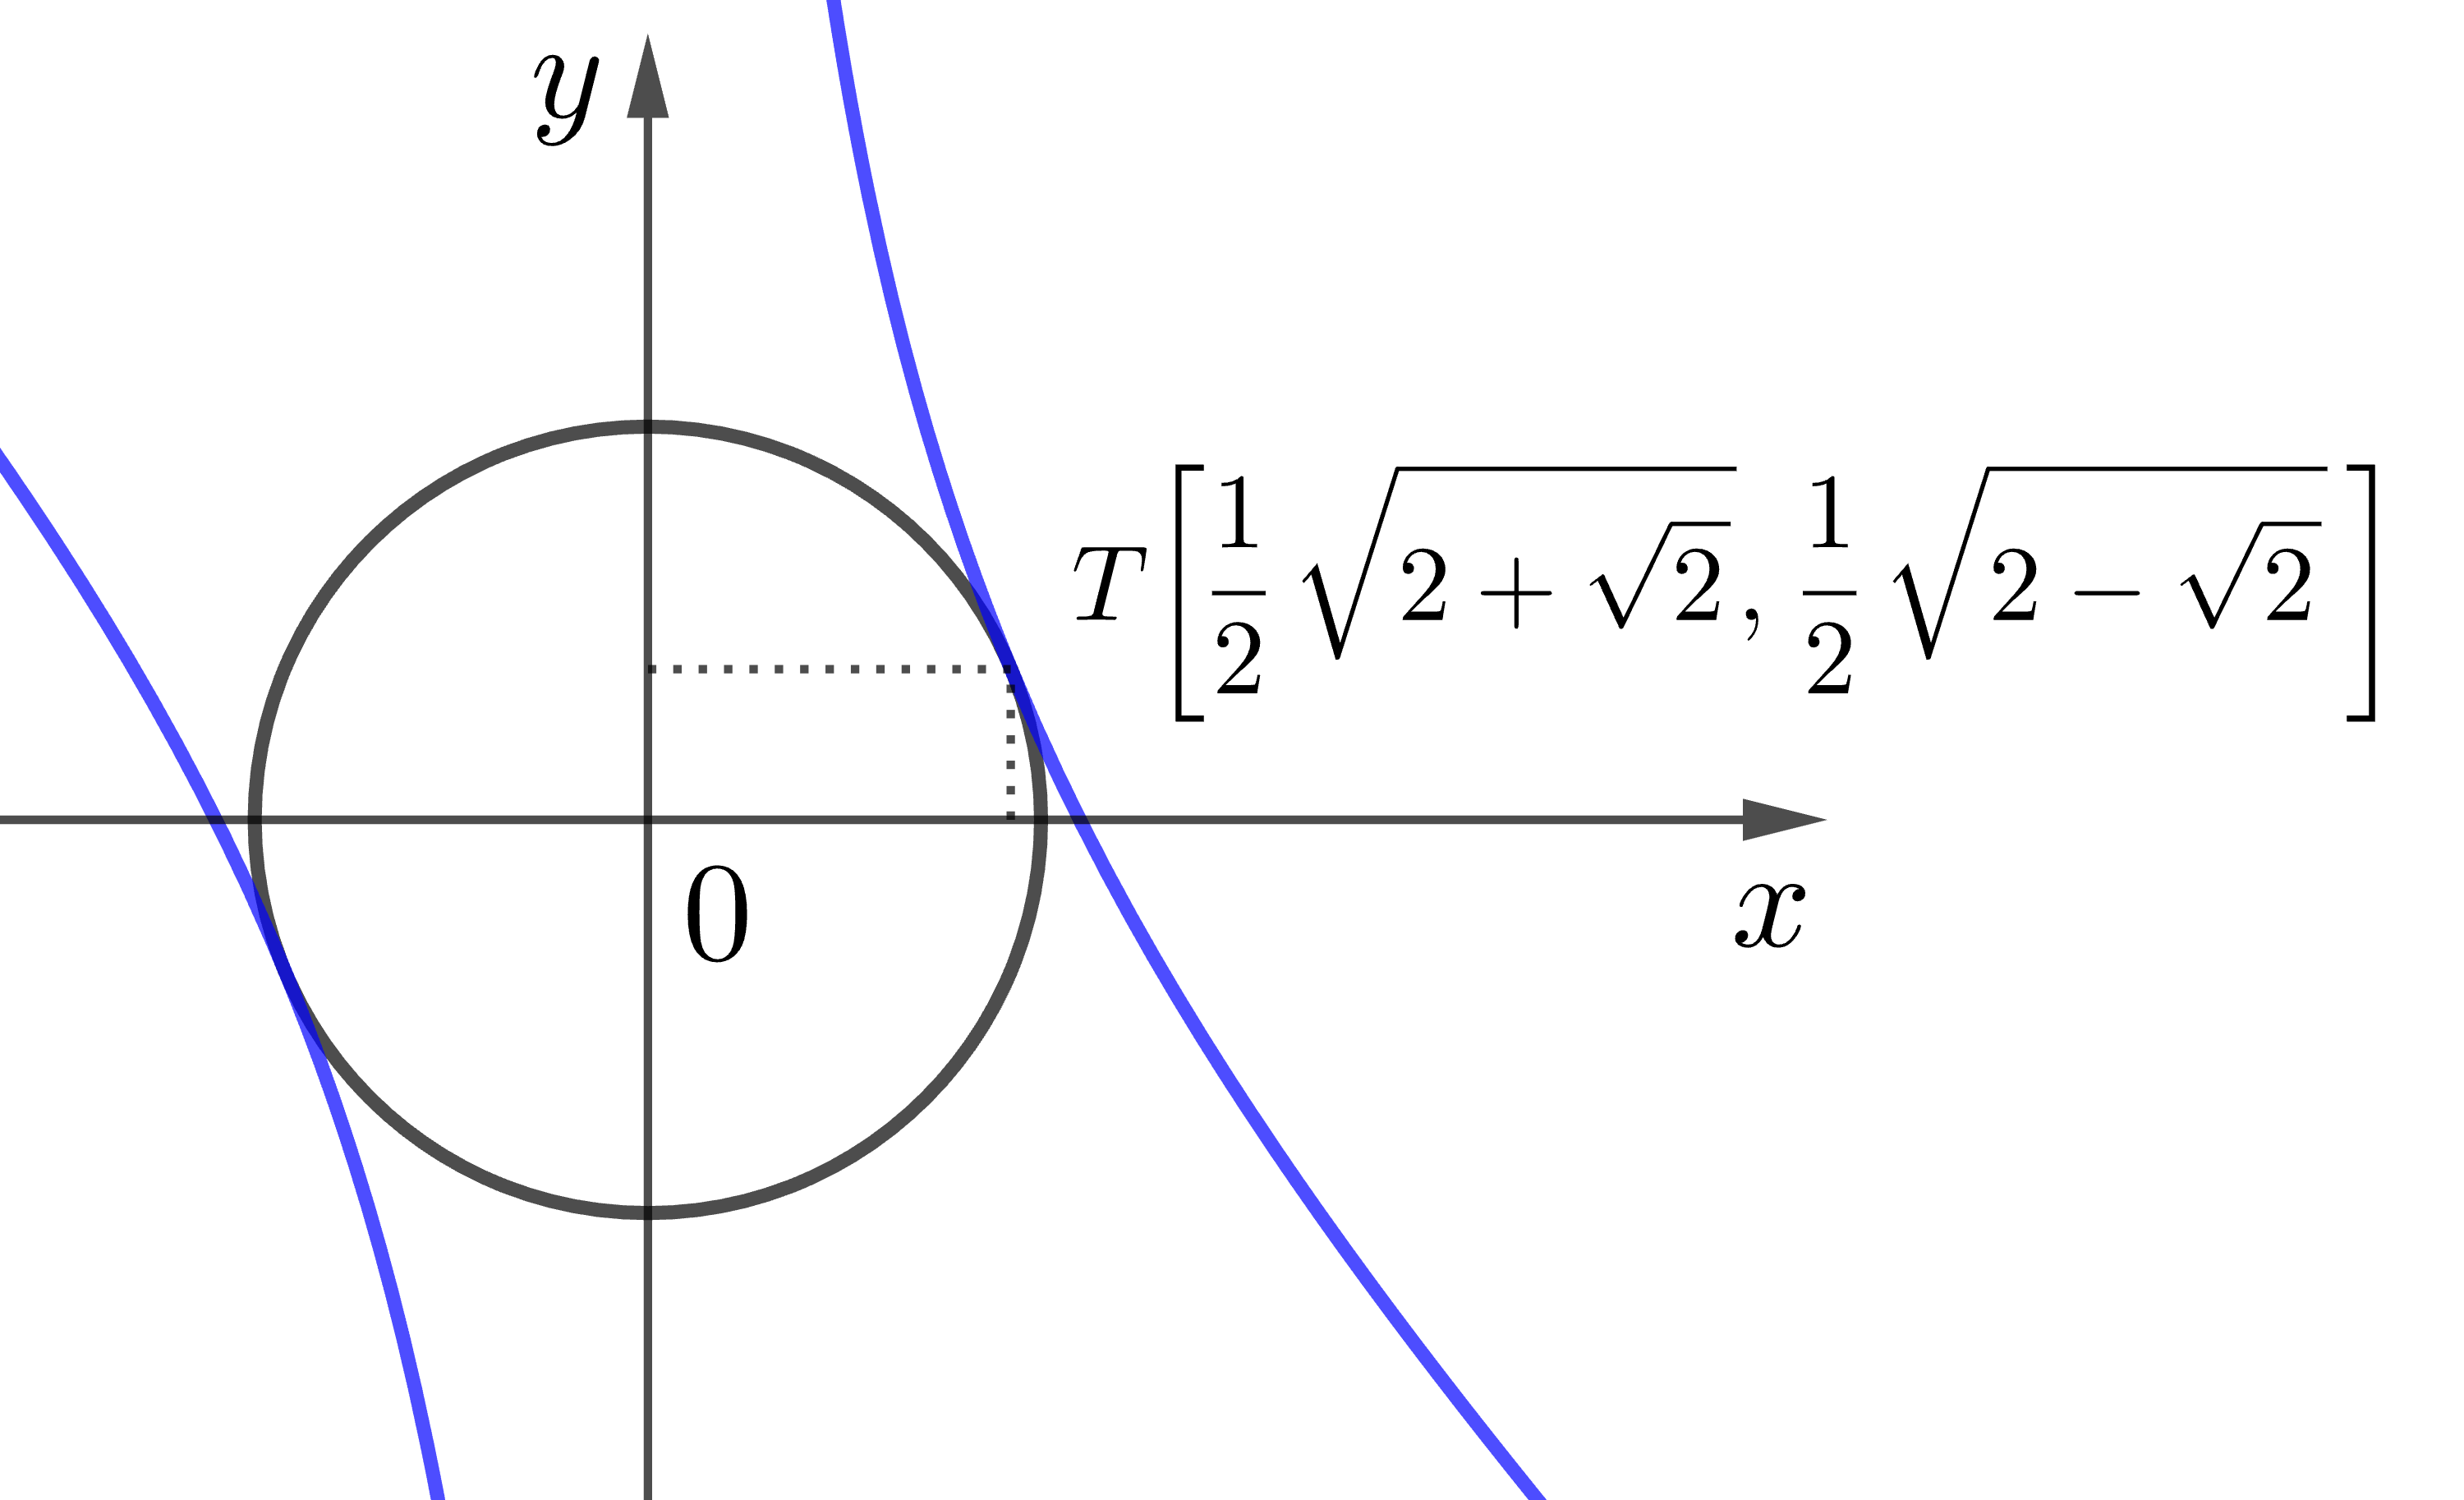 y
T[1/2 √(2 + √2), 1/2 √(2 − √2)]
0
x